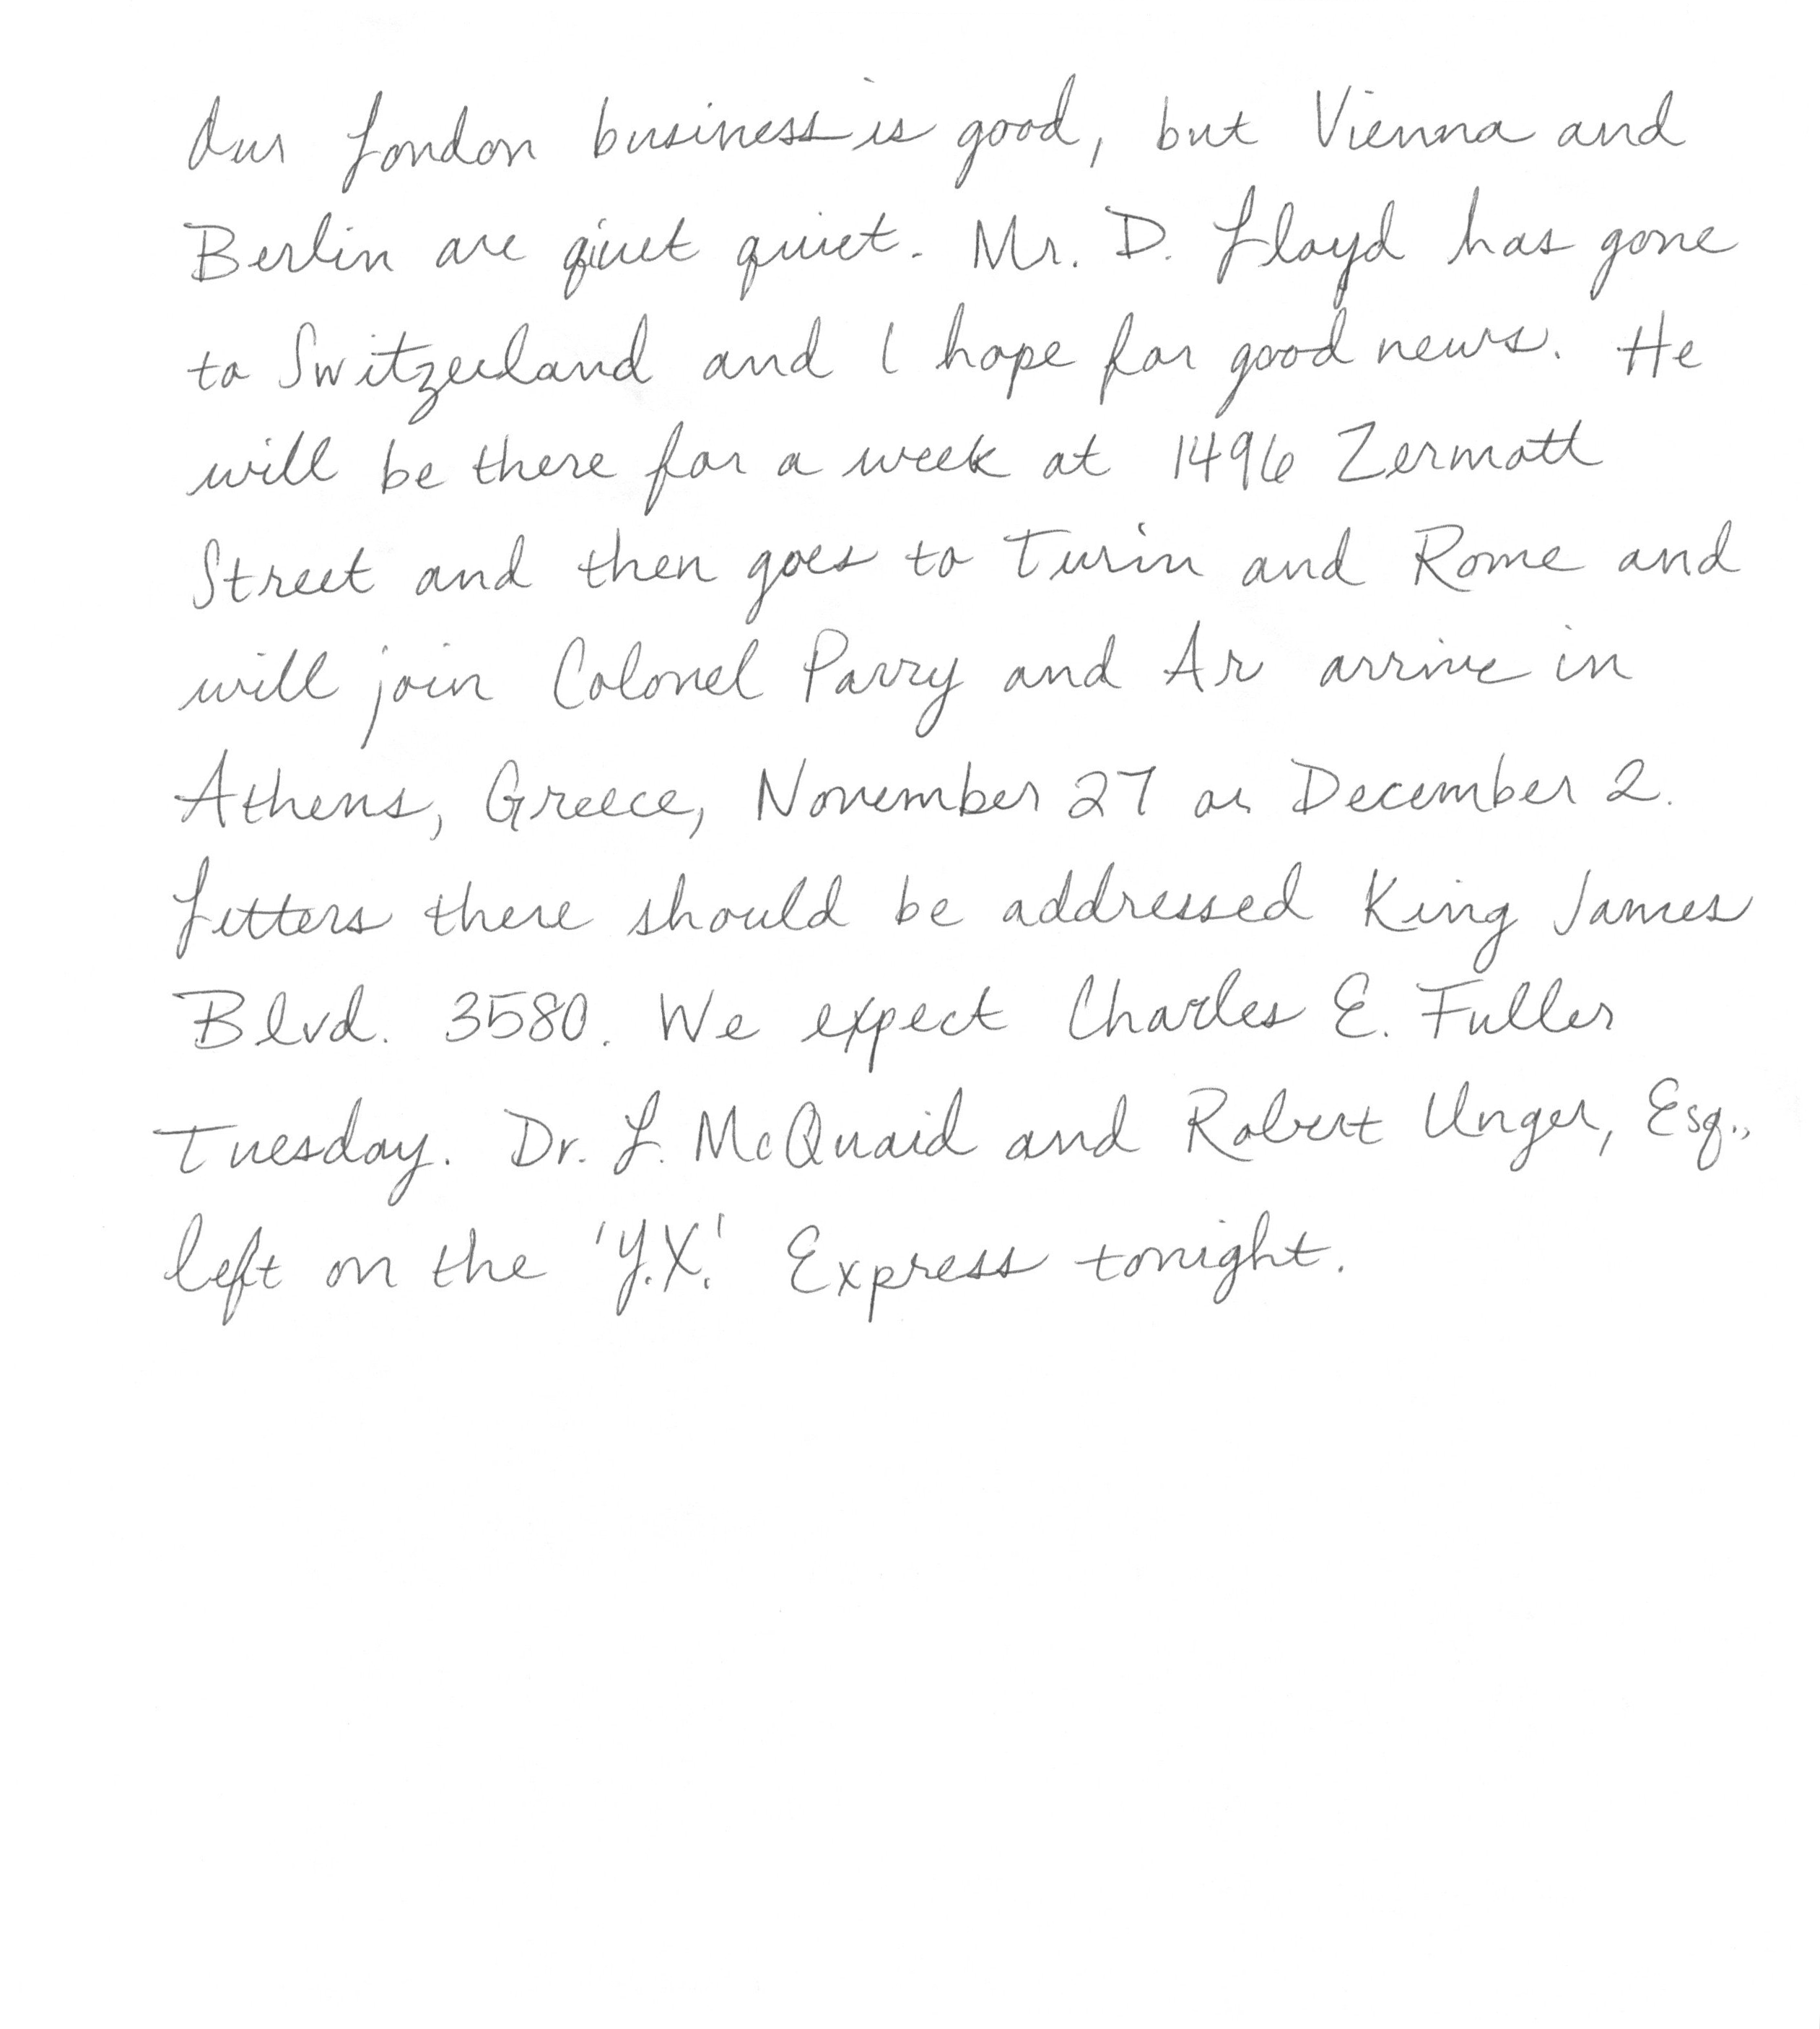 Our London business is good, but Vienna and
Berlin are qiuet quiet. Mr. D. Lloyd has gone
to Switzerland and I hope for good news. He
will be there for a week at 1496 Zermott
Street and then goes to Turin and Rome and
will join Colonel Parry and Ar arrive in
Athens, Greece, November 27 or December 2.
Letters there should be addressed King James
Blvd. 3580. We expect Charles E. Fuller
Tuesday. Dr. L. McQuaid and Robert Unger, Esq.,
left on the 'Y.X.' Express tonight.